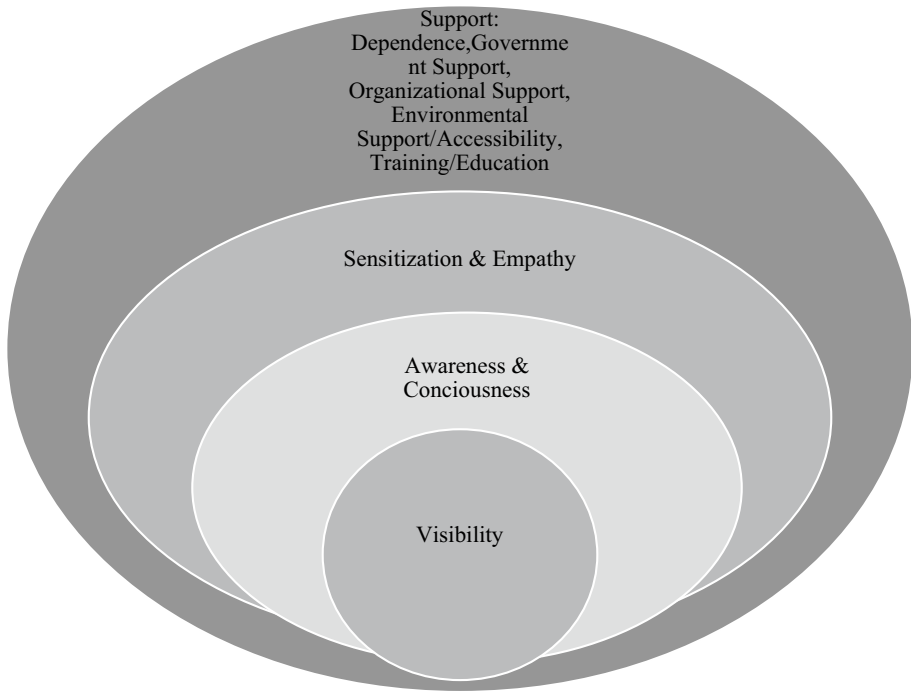 Support:
Dependence,Governme
nt Support,
Organizational Support,
Environmental
Support/Accessibility,
Training/Education
Sensitization & Empathy
Awareness &
Conciousness
Visibility